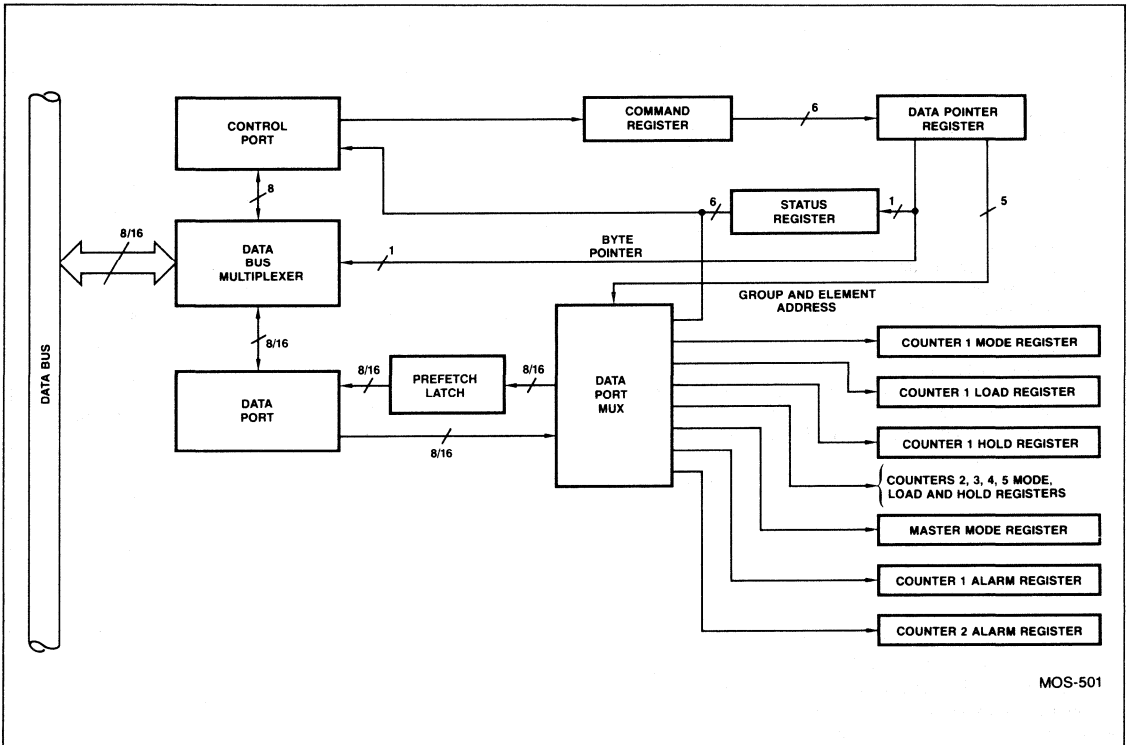 CONTROL
PORT
COMMAND
REGISTER
6
DATA POINTER
REGISTER
8
6
STATUS
REGISTER
1
5
8/16
DATA
BUS
MULTIPLEXER
1
BYTE
POINTER
GROUP AND ELEMENT
ADDRESS
DATA BUS
8/16
DATA
PORT
8/16
PREFETCH
LATCH
8/16
8/16
DATA
PORT
MUX
COUNTER 1 MODE REGISTER
COUNTER 1 LOAD REGISTER
COUNTER 1 HOLD REGISTER
COUNTERS 2, 3, 4, 5 MODE,
LOAD AND HOLD REGISTERS
MASTER MODE REGISTER
COUNTER 1 ALARM REGISTER
COUNTER 2 ALARM REGISTER
MOS-501